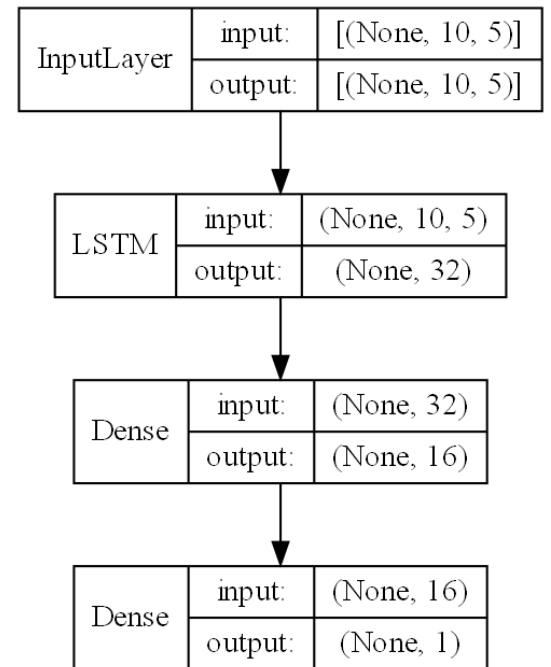 InputLayer
input: [(None, 10, 5)]
output: [(None, 10, 5)]
LSTM
input: (None, 10, 5)
output: (None, 32)
Dense
input: (None, 32)
output: (None, 16)
Dense
input: (None, 16)
output: (None, 1)